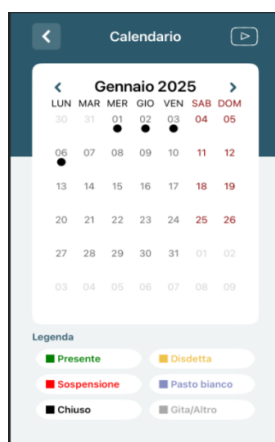 Calendario
Gennaio 2025
LUN MAR MER GIO VEN SAB DOM
30 31 01 02 03 04 05
06 07 08 09 10 11 12
13 14 15 16 17 18 19
20 21 22 23 24 25 26
27 28 29 30 31 01 02
03 04 05 06 07 08 09
Legenda
Presente Disdetta
Sospensione Pasto bianco
Chiuso Gita/Altro